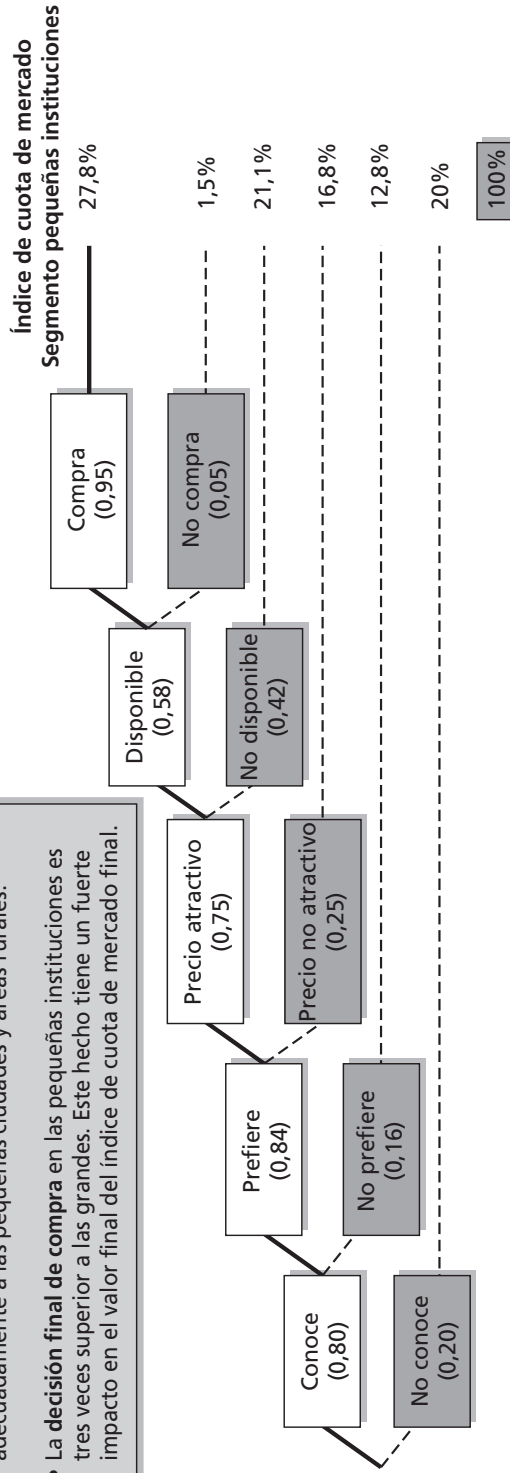 adecuadamente a las pequeñas ciudades y áreas rurales.
• La decisión final de compra en las pequeñas instituciones es
tres veces superior a las grandes. Este hecho tiene un fuerte
impacto en el valor final del índice de cuota de mercado final.
Índice de cuota de mercado
Segmento pequeñas instituciones
Compra
(0,95)
27,8%
No compra
(0,05)
1,5%
Disponible
(0,58)
No disponible
(0,42)
21,1%
Precio atractivo
(0,75)
Precio no atractivo
(0,25)
16,8%
Prefiere
(0,84)
No prefiere
(0,16)
12,8%
Conoce
(0,80)
No conoce
(0,20)
20%
100%